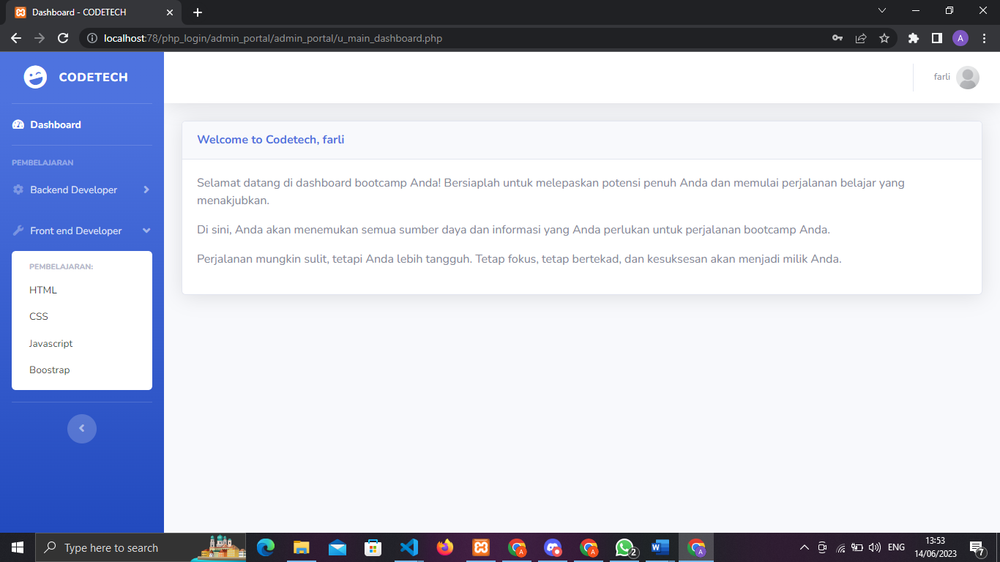 Dashboard - CODETECH
localhost:78/php_login/admin_portal/admin_portal/u_main_dashboard.php
A
CODETECH
farli
Dashboard
Welcome to Codetech, farli
PEMBELAJARAN
Backend Developer
Selamat datang di dashboard bootcamp Anda! Bersiaplah untuk melepaskan potensi penuh Anda dan memulai perjalanan belajar yang
menakjubkan.
Front end Developer
Di sini, Anda akan menemukan semua sumber daya dan informasi yang Anda perlukan untuk perjalanan bootcamp Anda.
Perjalanan mungkin sulit, tetapi Anda lebih tangguh. Tetap fokus, tetap bertekad, dan kesuksesan akan menjadi milik Anda.
PEMBELAJARAN:
HTML
CSS
Javascript
Boostrap
Type here to search
A
A
2
W
A
ENG
13:53
14/06/2023
7